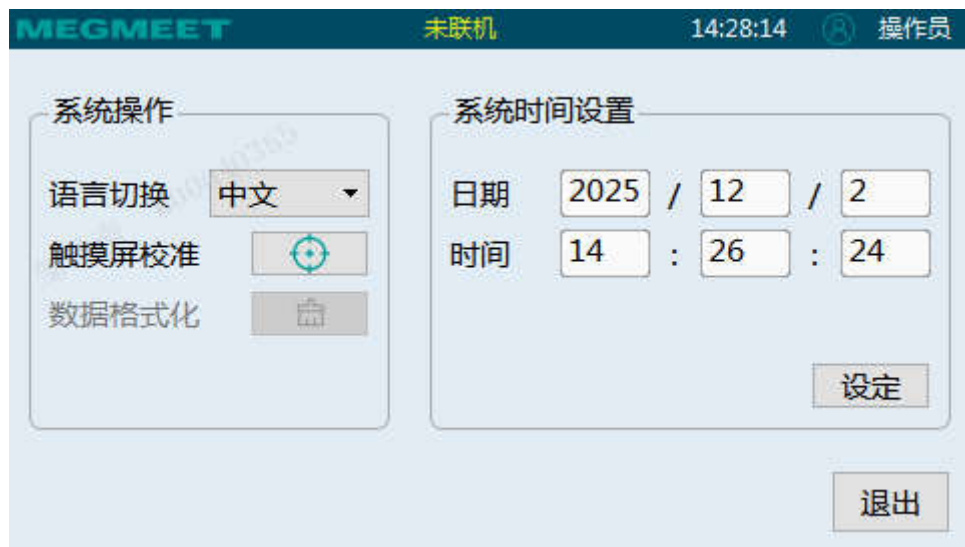 MEGMEET 未联机 14:28:14 操作员
系统操作
语言切换 中文
触摸屏校准
数据格式化
系统时间设置
日期 2025 / 12 / 2
时间 14 : 26 : 24
设定
退出